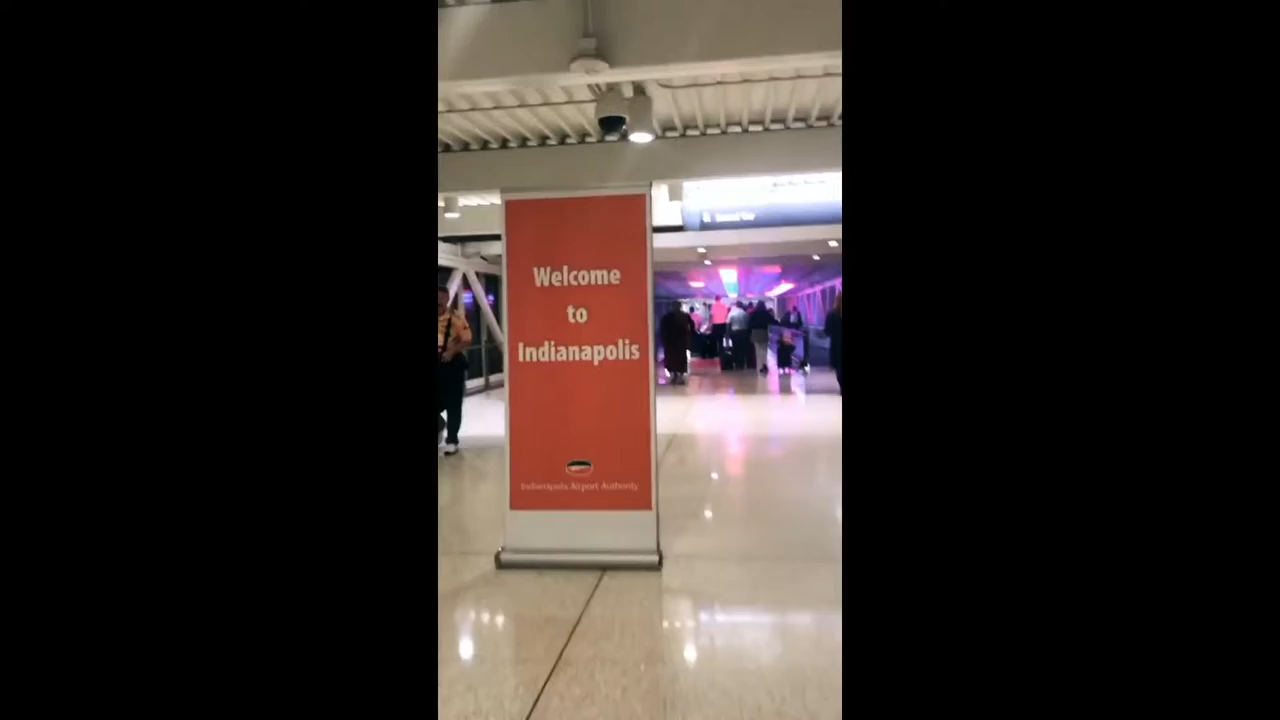 Welcome
to
Indianapolis
Indianapolis Airport Authority